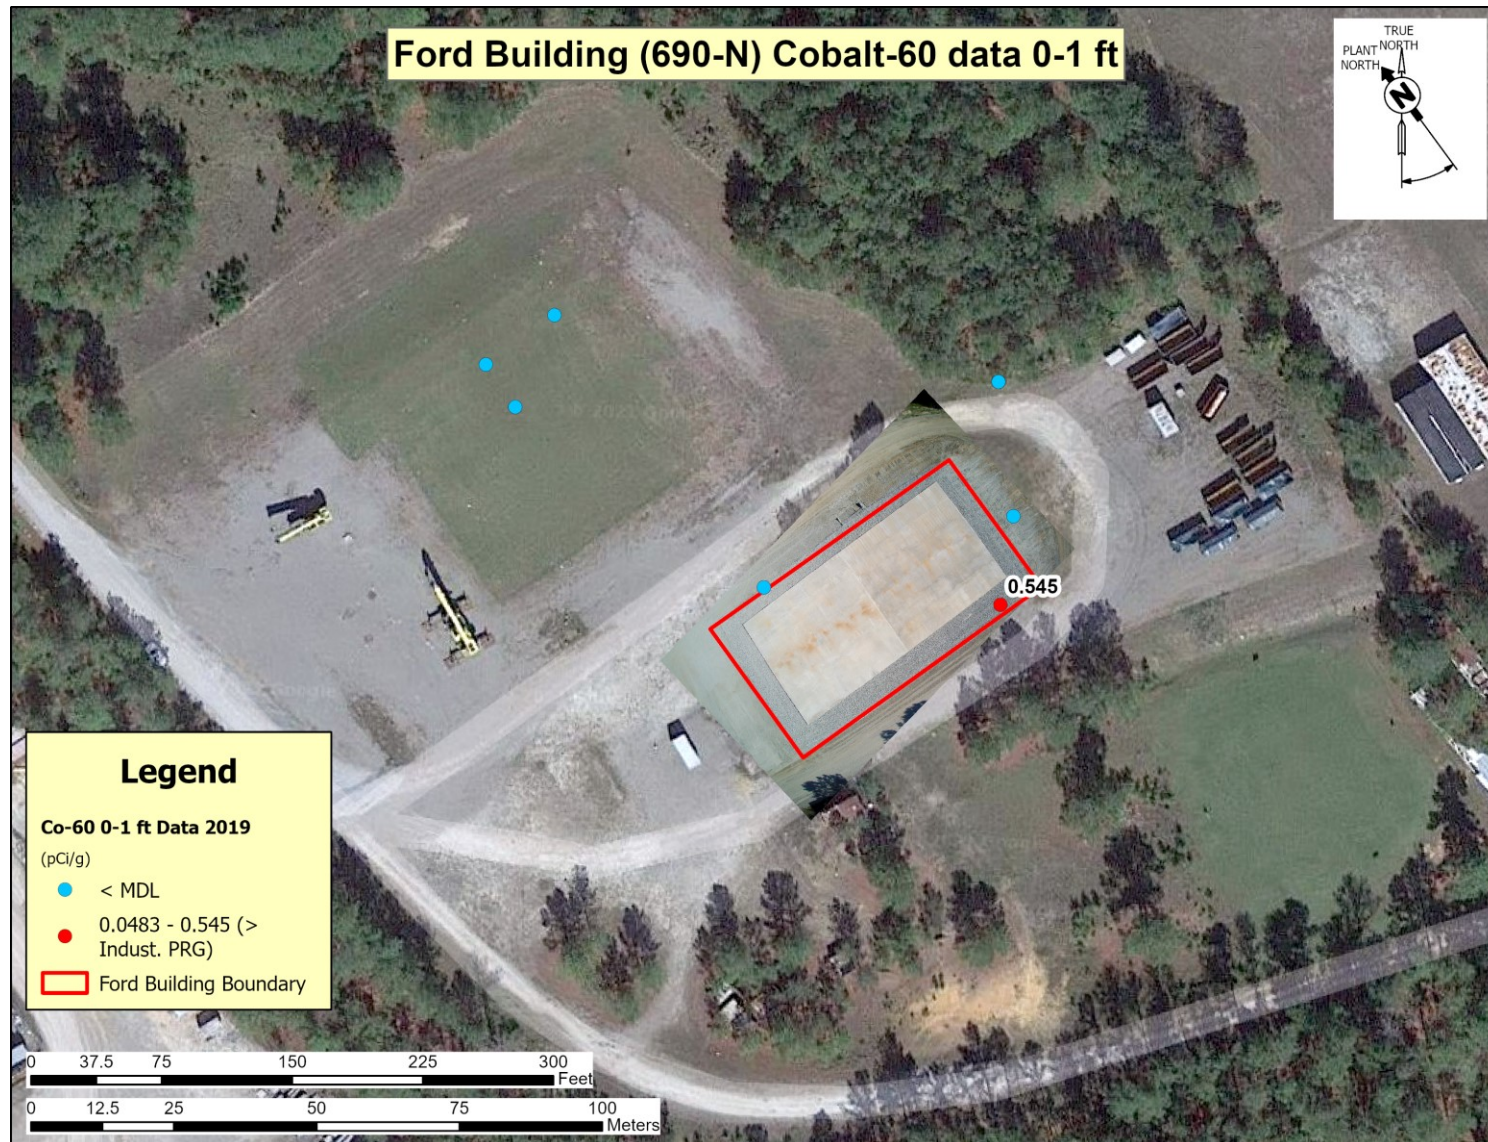 Ford Building (690-N) Cobalt-60 data 0-1 ft
TRUE
NORTH
PLANT
NORTH
N
0.545
Legend
Co-60 0-1 ft Data 2019
(pCi/g)
< MDL
0.0483 - 0.545 (>
Indust. PRG)
Ford Building Boundary
0 37.5 75 150 225 300
Feet
0 12.5 25 50 75 100
Meters